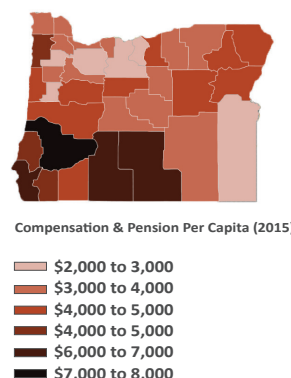 Compensation & Pension Per Capita (2015)
$2,000 to 3,000
$3,000 to 4,000
$4,000 to 5,000
$4,000 to 5,000
$6,000 to 7,000
$7,000 to 8,000